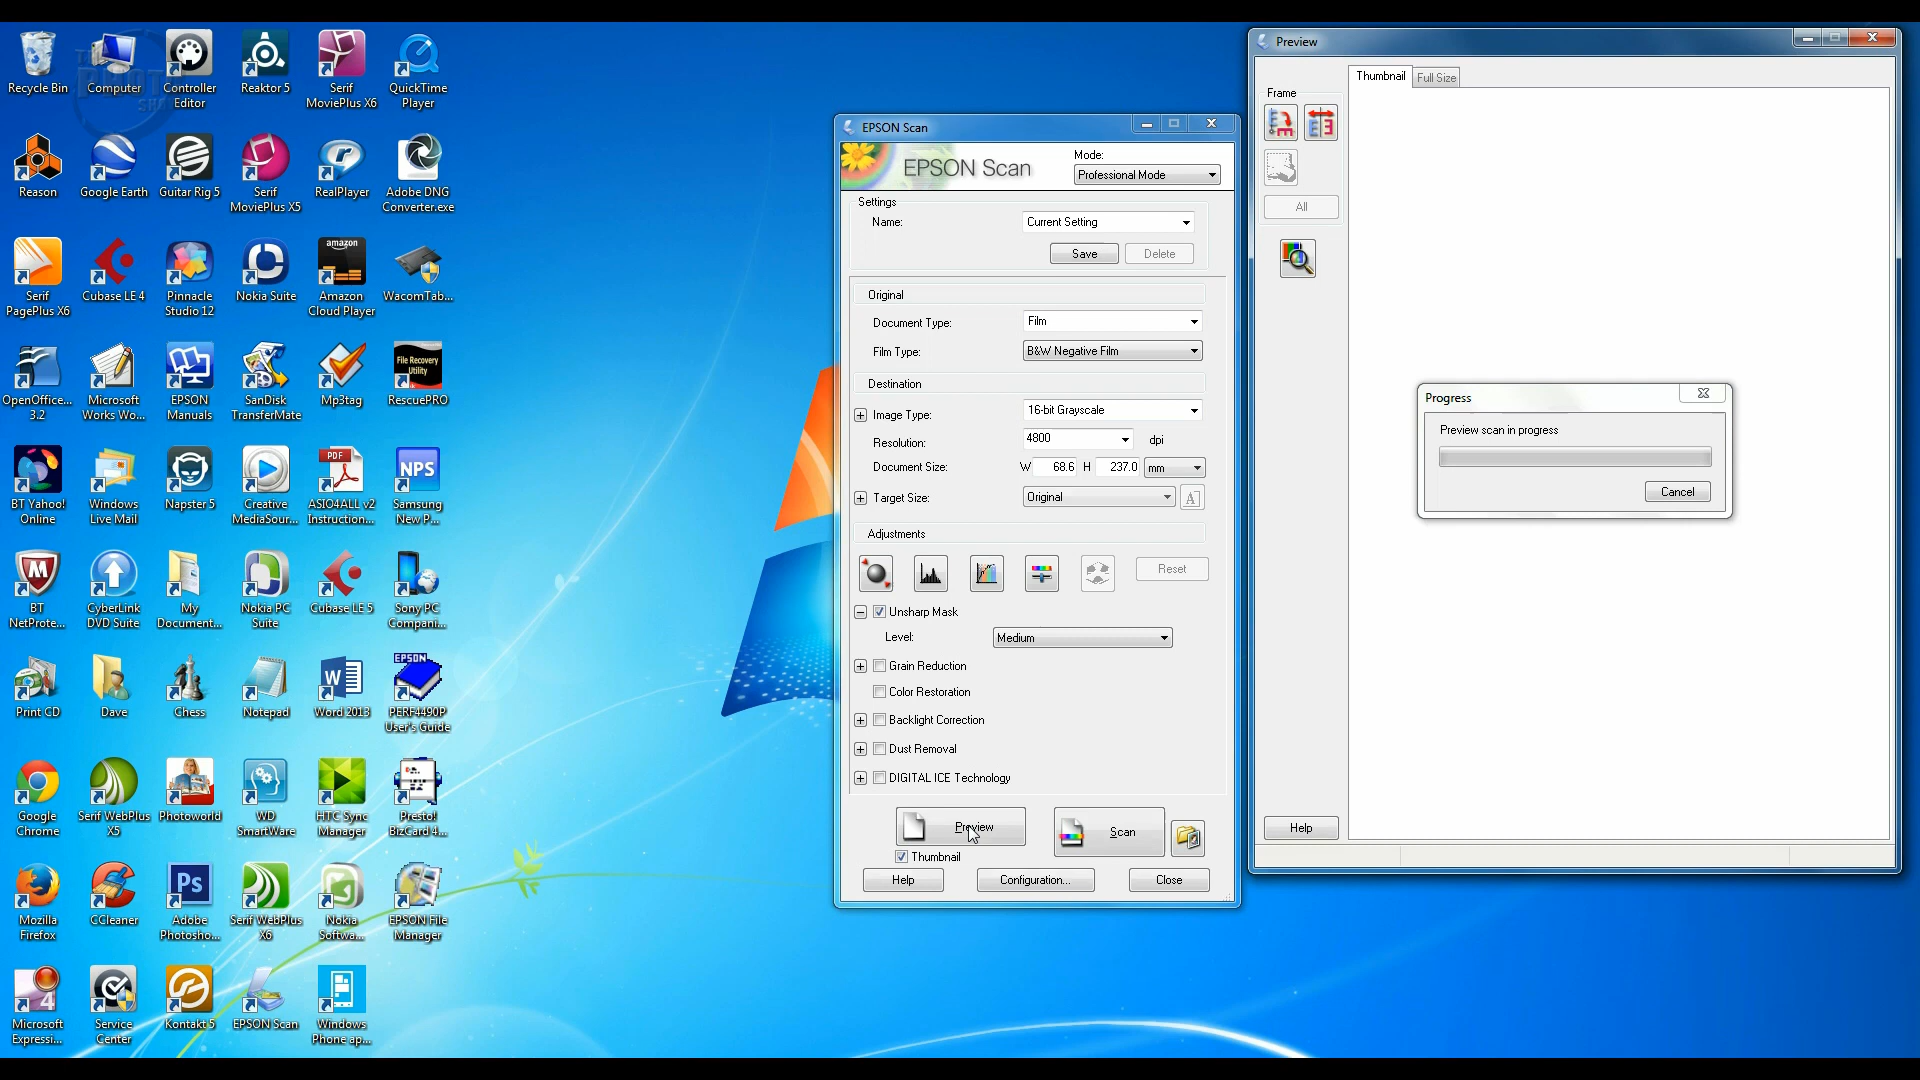 Recycle Bin
Computer
Controller
Editor
Reaktor 5
Serif
MoviePlus X6
QuickTime
Player
Reason
Google Earth
Guitar Rig 5
Serif
MoviePlus X5
RealPlayer
Adobe DNG
Converter.exe
Serif
PagePlus X6
Cubase LE 4
Pinnacle
Studio 12
Nokia Suite
amazon
Amazon
Cloud Player
WacomTab...
OpenOffice...
3.2
Microsoft
Works Wo...
EPSON
Manuals
SanDisk
TransferMate
Mp3tag
File Recovery
Utility
RescuePRO
BT Yahoo!
Online
Windows
Live Mail
Napster 5
Creative
MediaSour...
PDF
ASIO4ALL v2
Instruction...
NPS
Samsung
New P...
BT
NetProte...
CyberLink
DVD Suite
My
Document...
Nokia PC
Suite
Cubase LE 5
Sony PC
Compani...
Print CD
Dave
Chess
Notepad
Word 2013
EPSON
PERF4490P
User's Guide
Google
Chrome
Serif WebPlus
X5
Photoworld
WD
SmartWare
HTC Sync
Manager
Presto!
BizCard 4...
Mozilla
Firefox
CCleaner
Ps
Adobe
Photosho...
Serif WebPlus
X6
Nokia
Softwa...
EPSON File
Manager
Microsoft
Expressi...
Service
Center
Kontakt 5
EPSON Scan
Windows
Phone ap...
EPSON Scan
EPSON Scan
Mode:
Professional Mode
Settings
Name:
Current Setting
Save
Delete
Original
Document Type:
Film
Film Type:
B&W Negative Film
Destination
Image Type:
16-bit Grayscale
Resolution:
4800
dpi
Document Size:
W 68.6 H 237.0 mm
Target Size:
Original
Adjustments
Reset
Unsharp Mask
Level:
Medium
Grain Reduction
Color Restoration
Backlight Correction
Dust Removal
DIGITAL ICE Technology
Preview
Scan
Thumbnail
Help
Configuration...
Close
Preview
Thumbnail
Full Size
Frame
All
Help
Progress
Preview scan in progress
Cancel